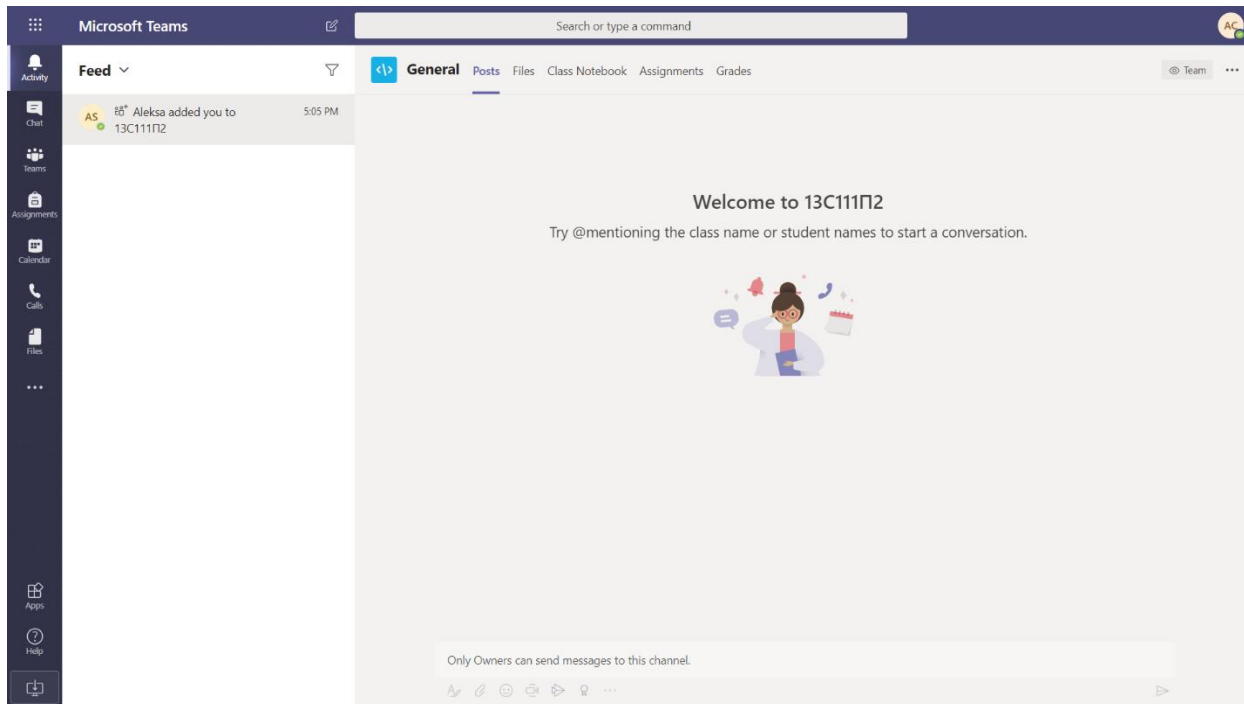 Microsoft Teams
Search or type a command
AC
Activity
Chat
Teams
Assignments
Calendar
Calls
Files
Apps
Help
Feed
AS Aleksa added you to 5:05 PM
13С111П2
</> General Posts Files Class Notebook Assignments Grades
Team
Welcome to 13С111П2
Try @mentioning the class name or student names to start a conversation.
Only Owners can send messages to this channel.